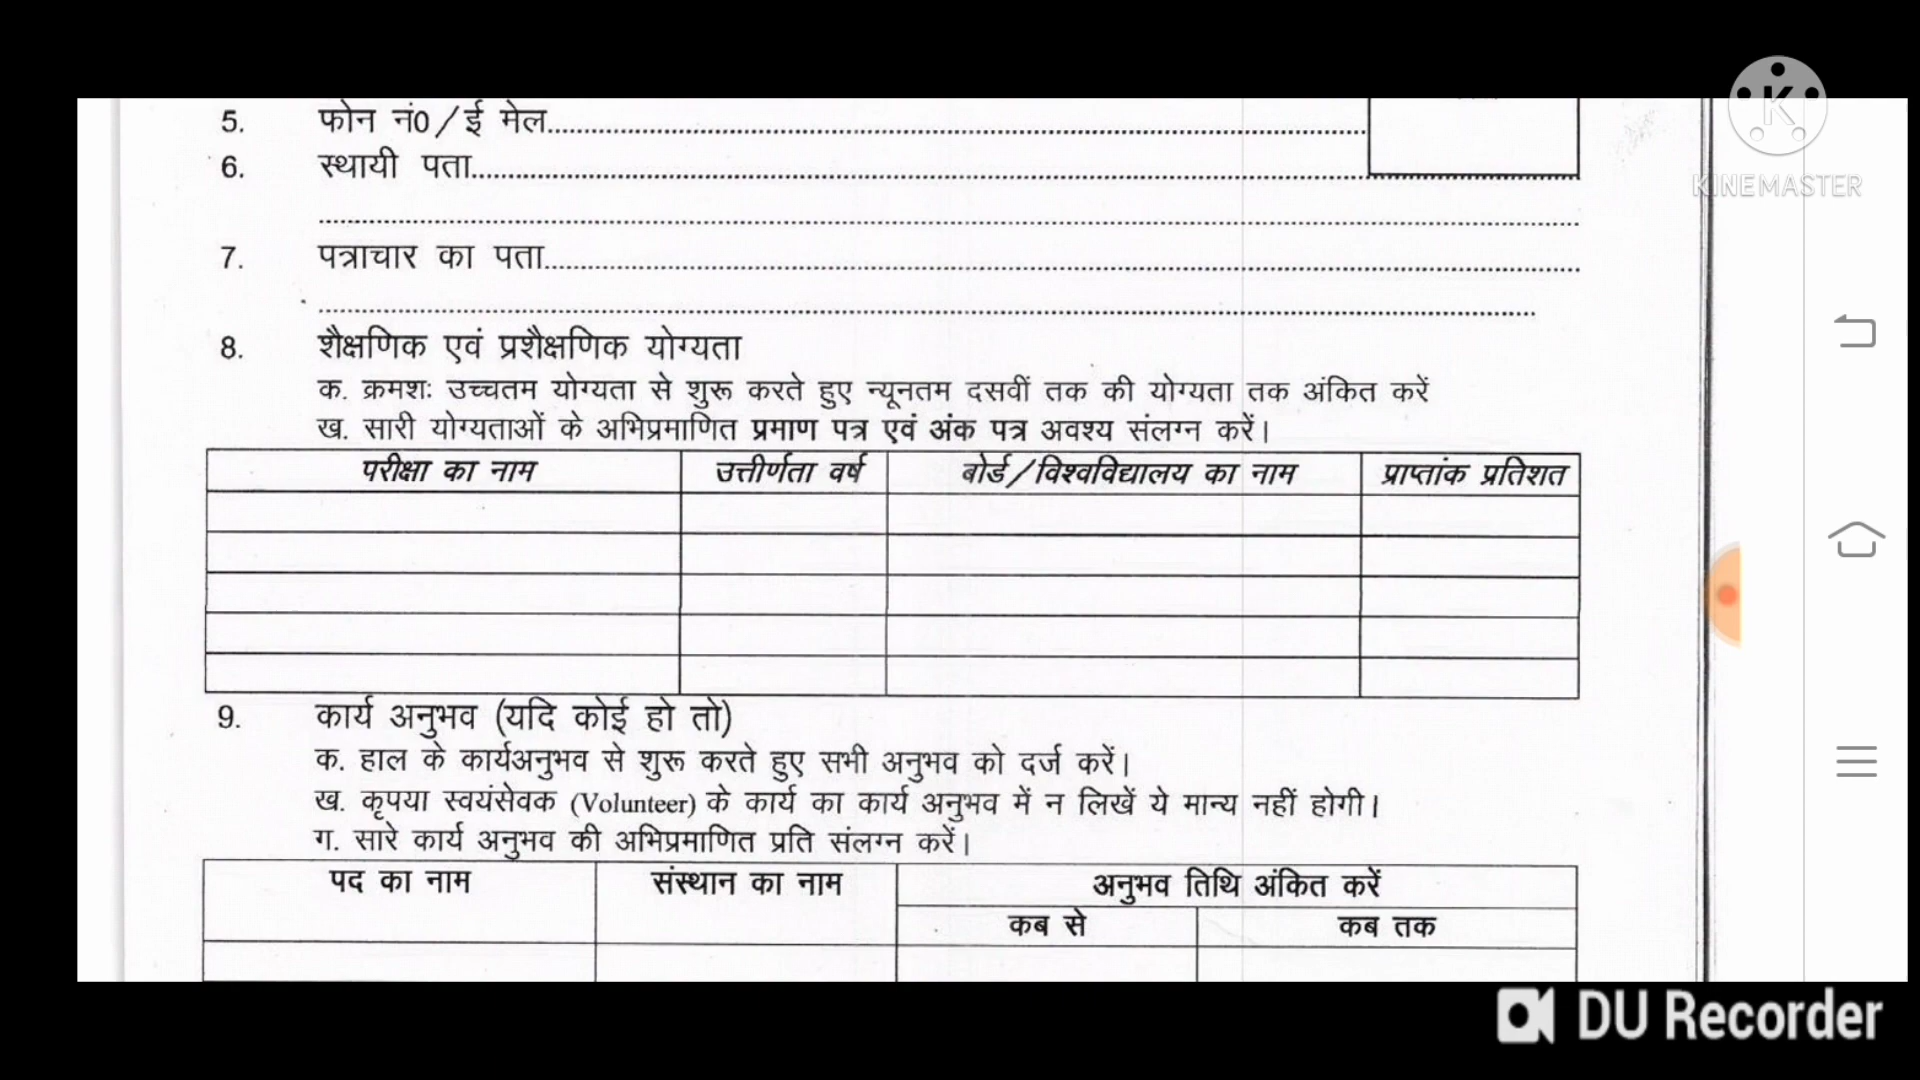 5. फोन नं0/ई मेल
6. स्थायी पता
7. पत्राचार का पता
8. शैक्षणिक एवं प्रशैक्षणिक योग्यता
क. क्रमशः उच्चतम योग्यता से शुरू करते हुए न्यूनतम दसवीं तक की योग्यता तक अंकित करें
ख. सारी योग्यताओं के अभिप्रमाणित प्रमाण पत्र एवं अंक पत्र अवश्य संलग्न करें।
परीक्षा का नाम उत्तीर्णता वर्ष बोर्ड/विश्वविद्यालय का नाम प्राप्तांक प्रतिशत
9. कार्य अनुभव (यदि कोई हो तो)
क. हाल के कार्यअनुभव से शुरू करते हुए सभी अनुभव को दर्ज करें।
ख. कृपया स्वयंसेवक (Volunteer) के कार्य का कार्य अनुभव में न लिखें ये मान्य नहीं होगी।
ग. सारे कार्य अनुभव की अभिप्रमाणित प्रति संलग्न करें।
पद का नाम संस्थान का नाम अनुभव तिथि अंकित करें
कब से कब तक
K
KINEMASTER
DU Recorder